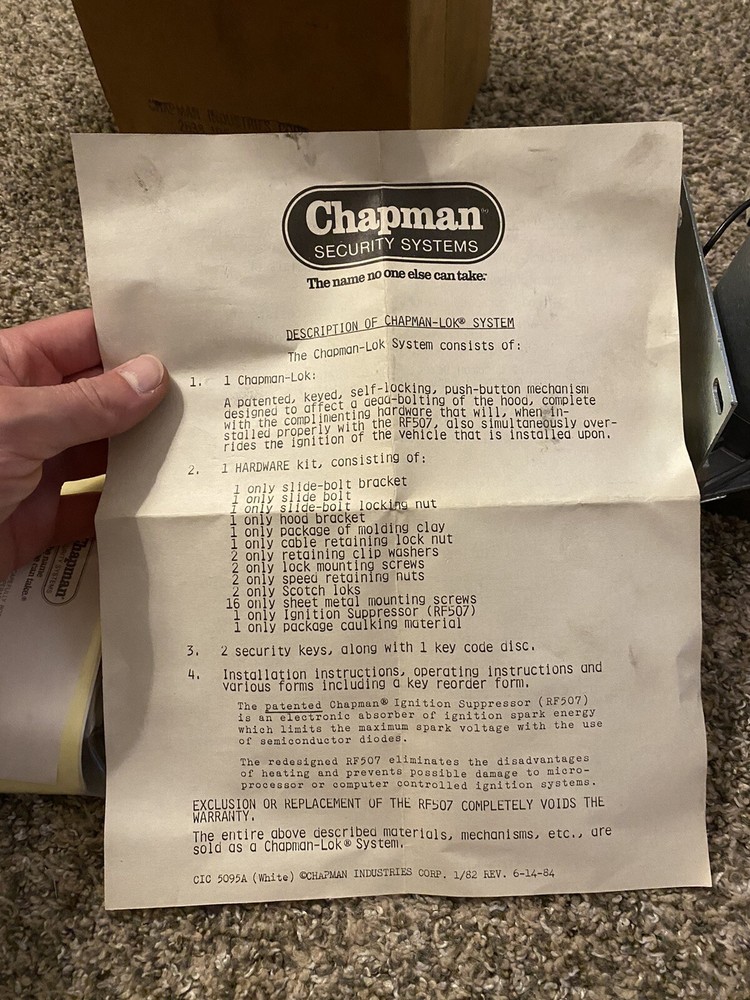 CHAPMAN INDUSTRIES CORP.
Chapman
SECURITY SYSTEMS
The name no one else can take.
DESCRIPTION OF CHAPMAN-LOK® SYSTEM
The Chapman-Lok System consists of:
1. 1 Chapman-Lok:
A patented, keyed, self-locking, push-button mechanism
designed to affect a dead-bolting of the hood, complete
with the complimenting hardware that will, when in-
stalled properly with the RF507, also simultaneously over-
rides the ignition of the vehicle that is installed upon.
2. 1 HARDWARE kit, consisting of:
1 only slide-bolt bracket
1 only slide bolt
1 only slide-bolt locking nut
1 only hood bracket
1 only package of molding clay
1 only cable retaining lock nut
2 only retaining clip washers
2 only lock mounting screws
2 only speed retaining nuts
2 only Scotch loks
16 only sheet metal mounting screws
1 only Ignition Suppressor (RF507)
1 only package caulking material
3. 2 security keys, along with 1 key code disc.
4. Installation instructions, operating instructions and
various forms including a key reorder form.
The patented Chapman® Ignition Suppressor (RF507)
is an electronic absorber of ignition spark energy
which limits the maximum spark voltage with the use
of semiconductor diodes.
The redesigned RF507 eliminates the disadvantages
of heating and prevents possible damage to micro-
processor or computer controlled ignition systems.
EXCLUSION OR REPLACEMENT OF THE RF507 COMPLETELY VOIDS THE
WARRANTY.
The entire above described materials, mechanisms, etc., are
sold as a Chapman-Lok® System.
CIC 5095A (White) ©CHAPMAN INDUSTRIES CORP. 1/82 REV. 6-14-84
Chapman